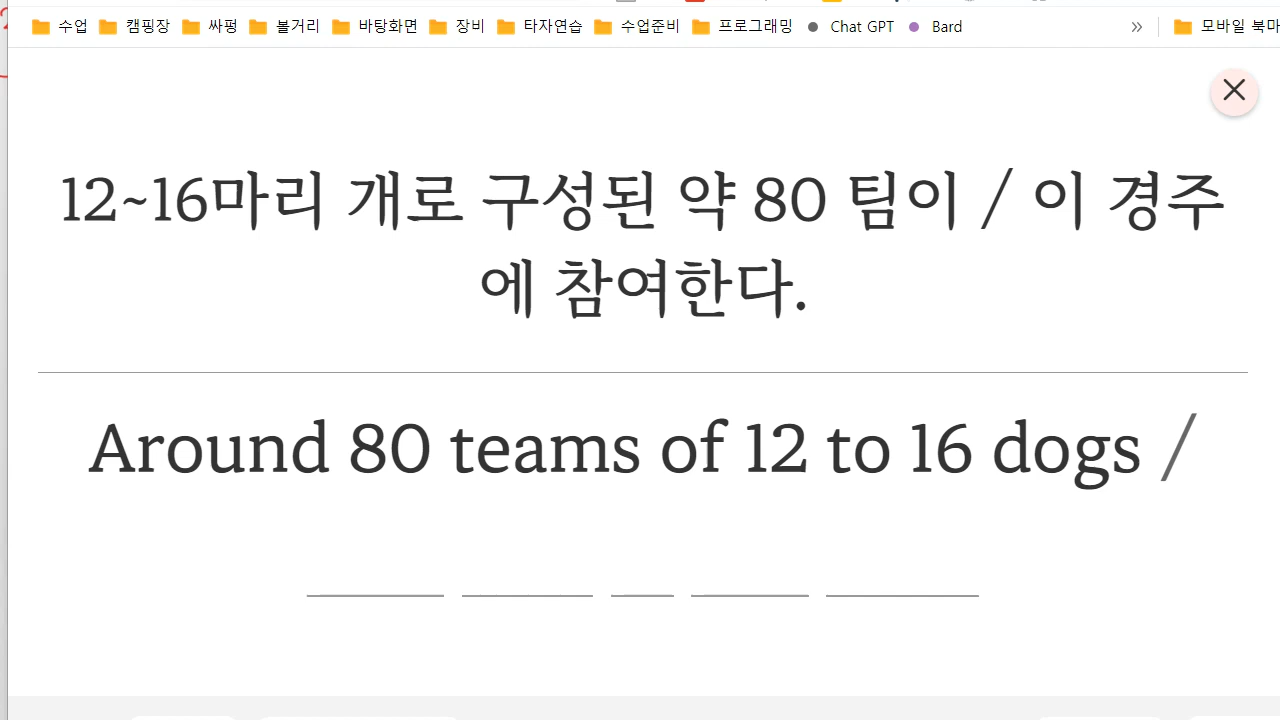 수업 캠핑장 싸펑 볼거리 바탕화면 장비 타자연습 수업준비 프로그래밍 Chat GPT Bard » 모바일 북마
12~16마리 개로 구성된 약 80 팀이 / 이 경주
에 참여한다.
Around 80 teams of 12 to 16 dogs /